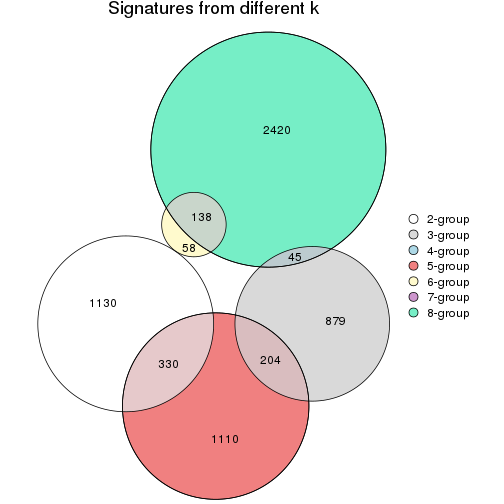 Signatures from different k
2420
138
58
45
1130
879
330
204
1110
2-group
3-group
4-group
5-group
6-group
7-group
8-group